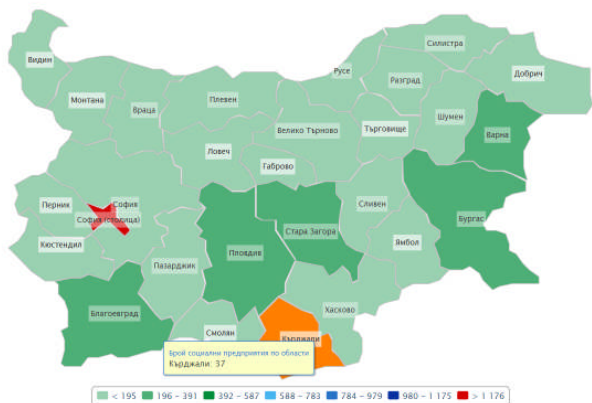 Видин
Силистра
Русе
Разград
Добрич
Монтана
Враца
Плевен
Шумен
Велико Търново
Търговище
Варна
Ловеч
Габрово
Перник
София
София (столица)
Сливен
Бургас
Стара Загора
Кюстендил
Ямбол
Пловдив
Пазарджик
Благоевград
Хасково
Смолян
Кърджали
Брой социални предприятия по области
Кърджали: 37
< 195 196 – 391 392 – 587 588 – 783 784 – 979 980 – 1 175 > 1 176